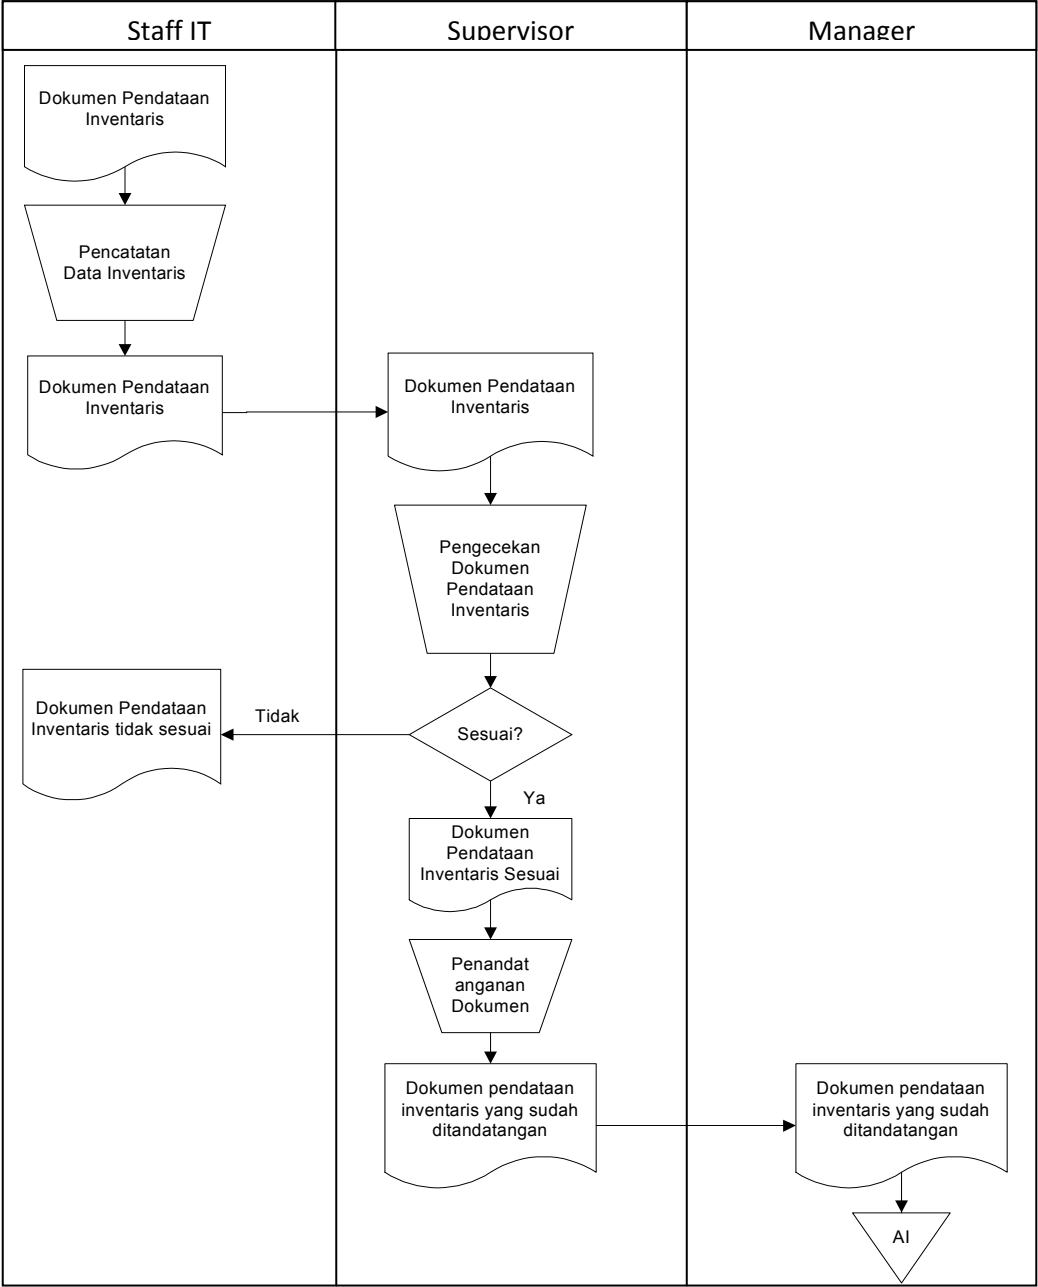 Staff IT
Supervisor
Manager
Dokumen Pendataan
Inventaris
Pencatatan
Data Inventaris
Dokumen Pendataan
Inventaris
Dokumen Pendataan
Inventaris
Pengecekan
Dokumen
Pendataan
Inventaris
Sesuai?
Tidak
Dokumen Pendataan
Inventaris tidak sesuai
Ya
Dokumen
Pendataan
Inventaris Sesuai
Penandat
anganan
Dokumen
Dokumen pendataan
inventaris yang sudah
ditandatangan
Dokumen pendataan
inventaris yang sudah
ditandatangan
AI